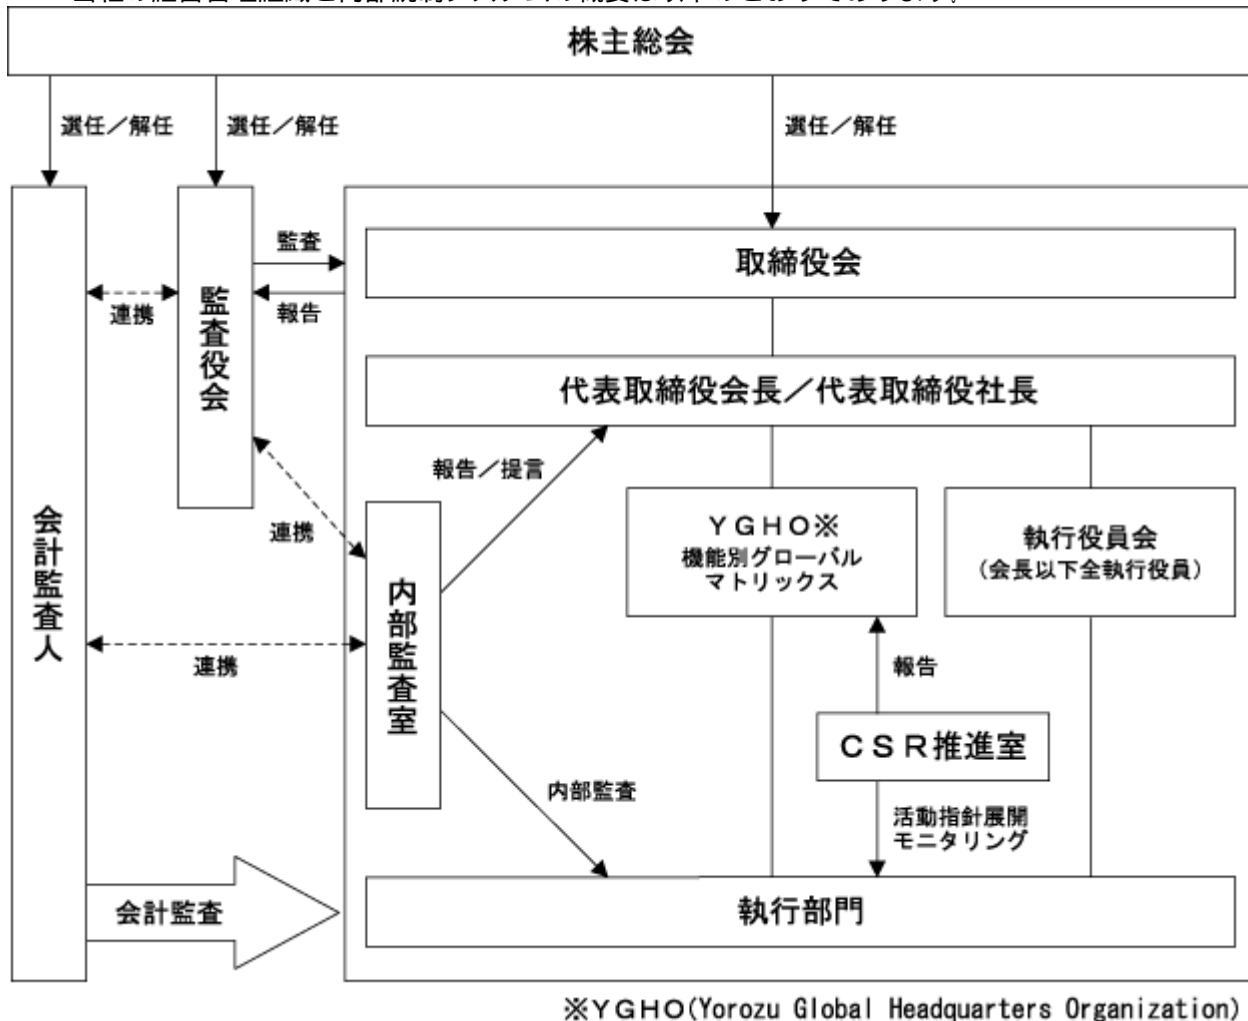 株主総会
選任／解任
選任／解任
選任／解任
監査
取締役会
連携
報告
監査役会
代表取締役会長／代表取締役社長
報告／提言
連携
ＹＧＨＯ※
機能別グローバル
マトリックス
執行役員会
（会長以下全執行役員）
会計監査人
内部監査室
連携
報告
ＣＳＲ推進室
内部監査
活動指針展開
モニタリング
会計監査
執行部門
※ＹＧＨＯ(Yorozu Global Headquarters Organization)